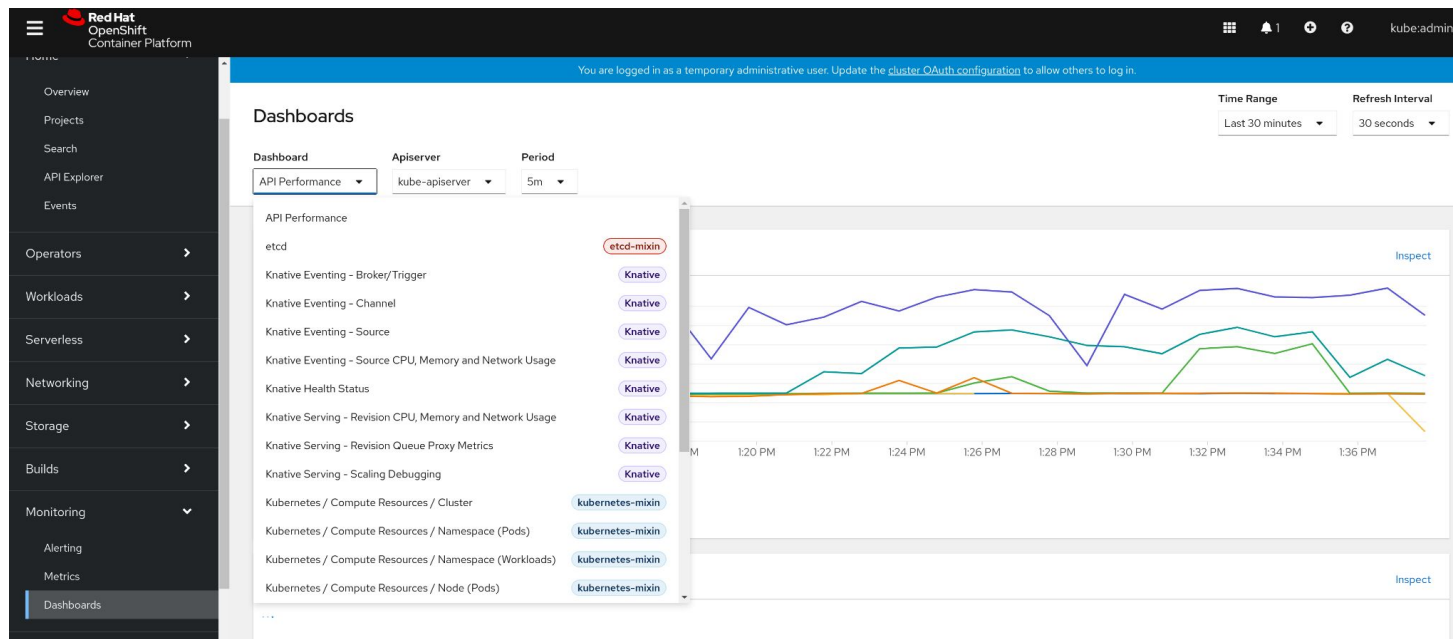 Red Hat
OpenShift
Container Platform
1
kube:admin
Home
You are logged in as a temporary administrative user. Update the cluster OAuth configuration to allow others to log in.
Overview
Projects
Search
API Explorer
Events
Operators
Workloads
Serverless
Networking
Storage
Builds
Monitoring
Alerting
Metrics
Dashboards
Dashboards
Time Range
Refresh Interval
Last 30 minutes
30 seconds
Dashboard
Apiserver
Period
API Performance
kube-apiserver
5m
API Performance
etcd etcd-mixin
Knative Eventing - Broker/Trigger Knative
Knative Eventing - Channel Knative
Knative Eventing - Source Knative
Knative Eventing - Source CPU, Memory and Network Usage Knative
Knative Health Status Knative
Knative Serving - Revision CPU, Memory and Network Usage Knative
Knative Serving - Revision Queue Proxy Metrics Knative
Knative Serving - Scaling Debugging Knative
Kubernetes / Compute Resources / Cluster kubernetes-mixin
Kubernetes / Compute Resources / Namespace (Pods) kubernetes-mixin
Kubernetes / Compute Resources / Namespace (Workloads) kubernetes-mixin
Kubernetes / Compute Resources / Node (Pods) kubernetes-mixin
Inspect
M 1:20 PM 1:22 PM 1:24 PM 1:26 PM 1:28 PM 1:30 PM 1:32 PM 1:34 PM 1:36 PM
Inspect